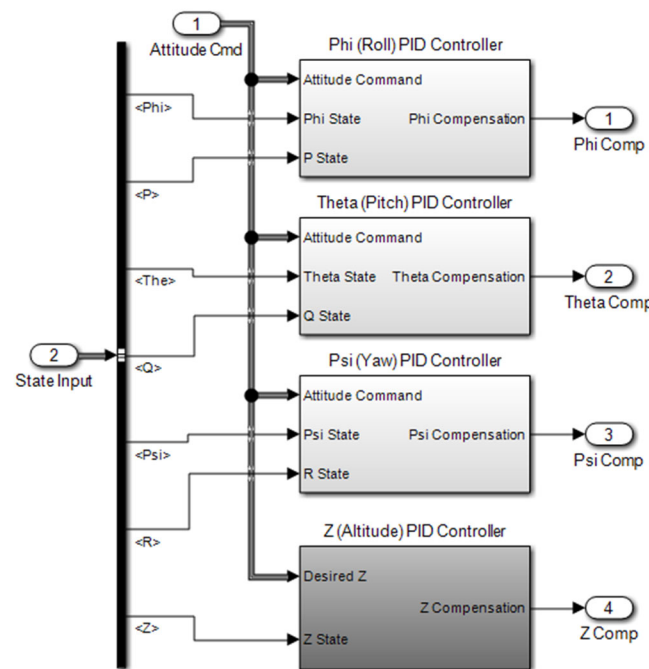 1
Attitude Cmd
Phi (Roll) PID Controller
Attitude Command
<Phi>
Phi State
Phi Compensation
1
Phi Comp
P State
<P>
Theta (Pitch) PID Controller
Attitude Command
<The>
Theta State
Theta Compensation
2
Theta Comp
Q State
2
State Input
<Q>
Psi (Yaw) PID Controller
Attitude Command
<Psi>
Psi State
Psi Compensation
3
Psi Comp
R State
<R>
Z (Altitude) PID Controller
Desired Z
Z Compensation
4
Z Comp
<Z>
Z State